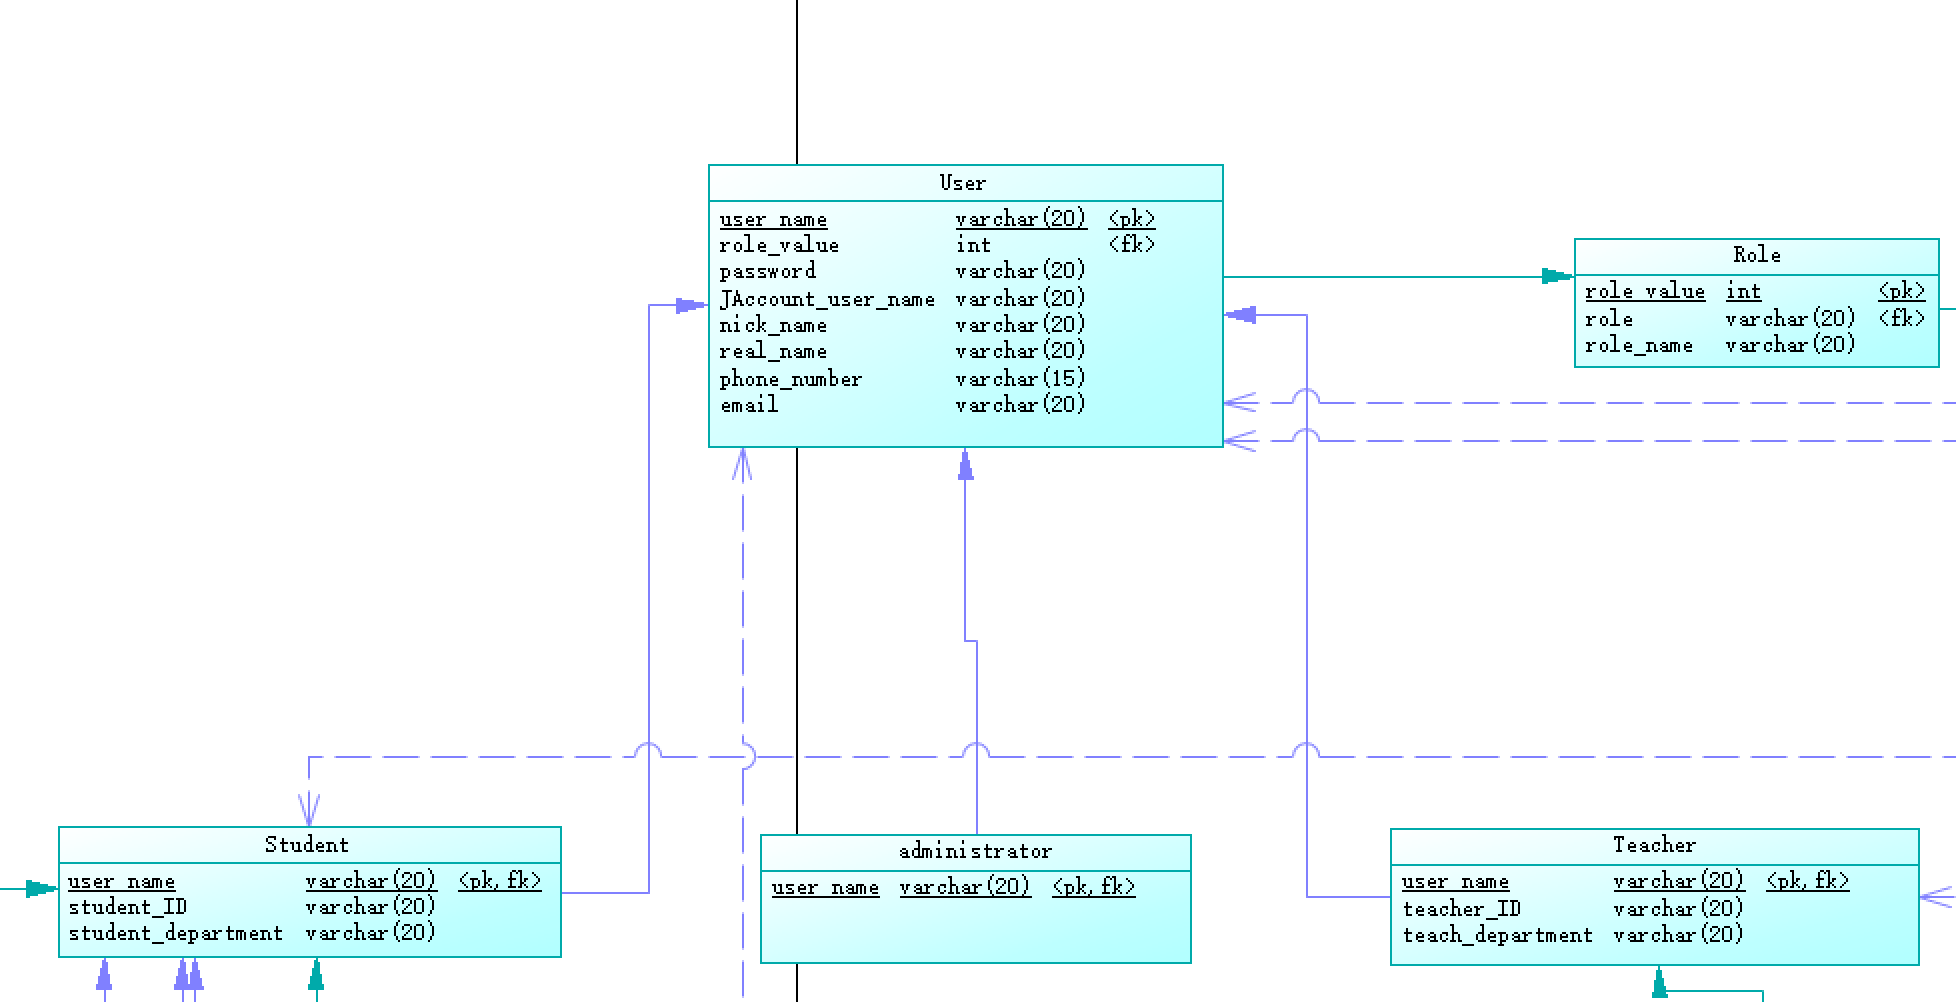 User
user_name varchar(20) <pk>
role_value int <fk>
password varchar(20)
JAccount_user_name varchar(20)
nick_name varchar(20)
real_name varchar(20)
phone_number varchar(15)
email varchar(20)
Role
role_value int <pk>
role varchar(20) <fk>
role_name varchar(20)
Student
user_name varchar(20) <pk,fk>
student_ID varchar(20)
student_department varchar(20)
administrator
user_name varchar(20) <pk,fk>
Teacher
user_name varchar(20) <pk,fk>
teacher_ID varchar(20)
teach_department varchar(20)